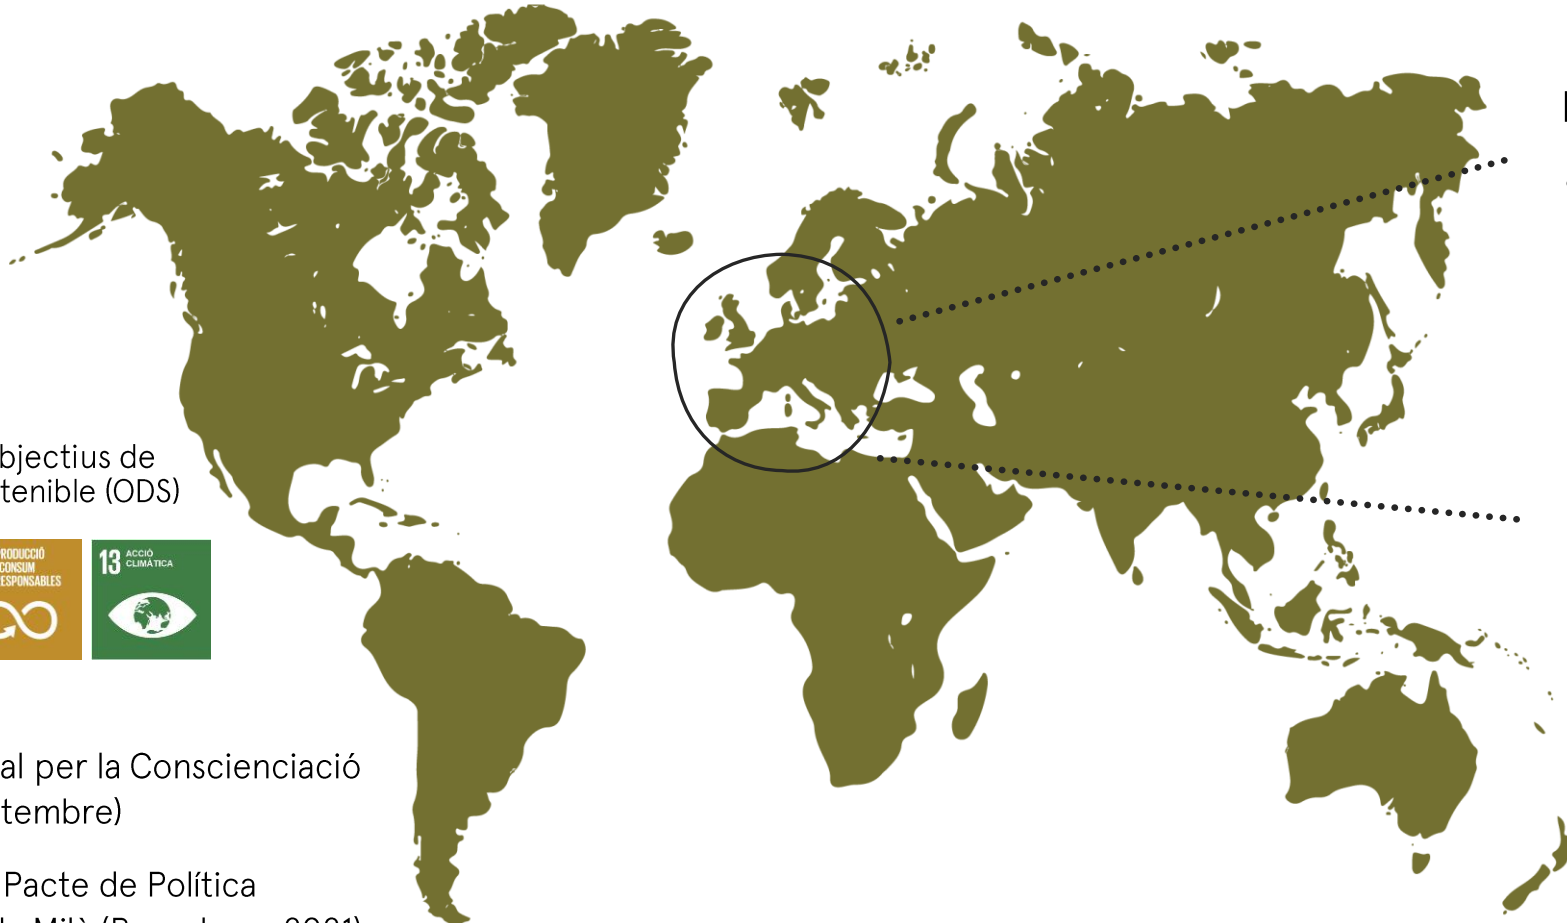 bjectius de
tenible (ODS)
RODUCCIÓ
CONSUM
ESPONSABLES
13 ACCIÓ
CLIMÀTICA
al per la Conscienciació
tembre)
Pacte de Política